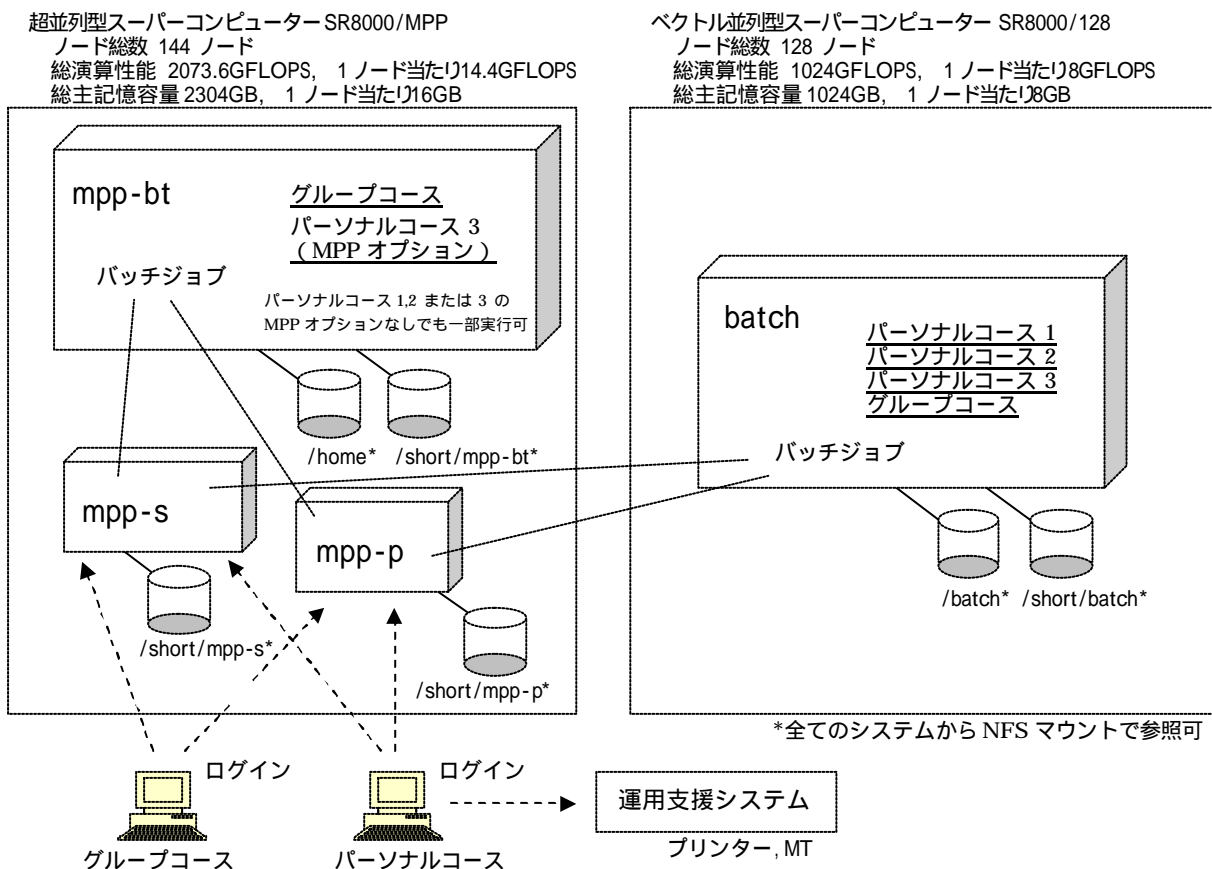 超並列型スーパーコンピューター SR8000/MPP
ノード総数 144 ノード
総演算性能 2073.6GFLOPS, 1 ノード当たり14.4GFLOPS
総主記憶容量 2304GB, 1 ノード当たり16GB
ベクトル並列型スーパーコンピューター SR8000/128
ノード総数 128 ノード
総演算性能 1024GFLOPS, 1 ノード当たり8GFLOPS
総主記憶容量 1024GB, 1 ノード当たり8GB
mpp-bt
グループコース
パーソナルコース 3
(MPP オプション)
バッチジョブ
パーソナルコース 1,2 または 3 の
MPP オプションなしでも一部実行可
/home*
/short/mpp-bt*
mpp-s
/short/mpp-s*
mpp-p
/short/mpp-p*
batch
パーソナルコース 1
パーソナルコース 2
パーソナルコース 3
グループコース
バッチジョブ
/batch*
/short/batch*
*全てのシステムから NFS マウントで参照可
ログイン
グループコース
ログイン
パーソナルコース
運用支援システム
プリンター, MT